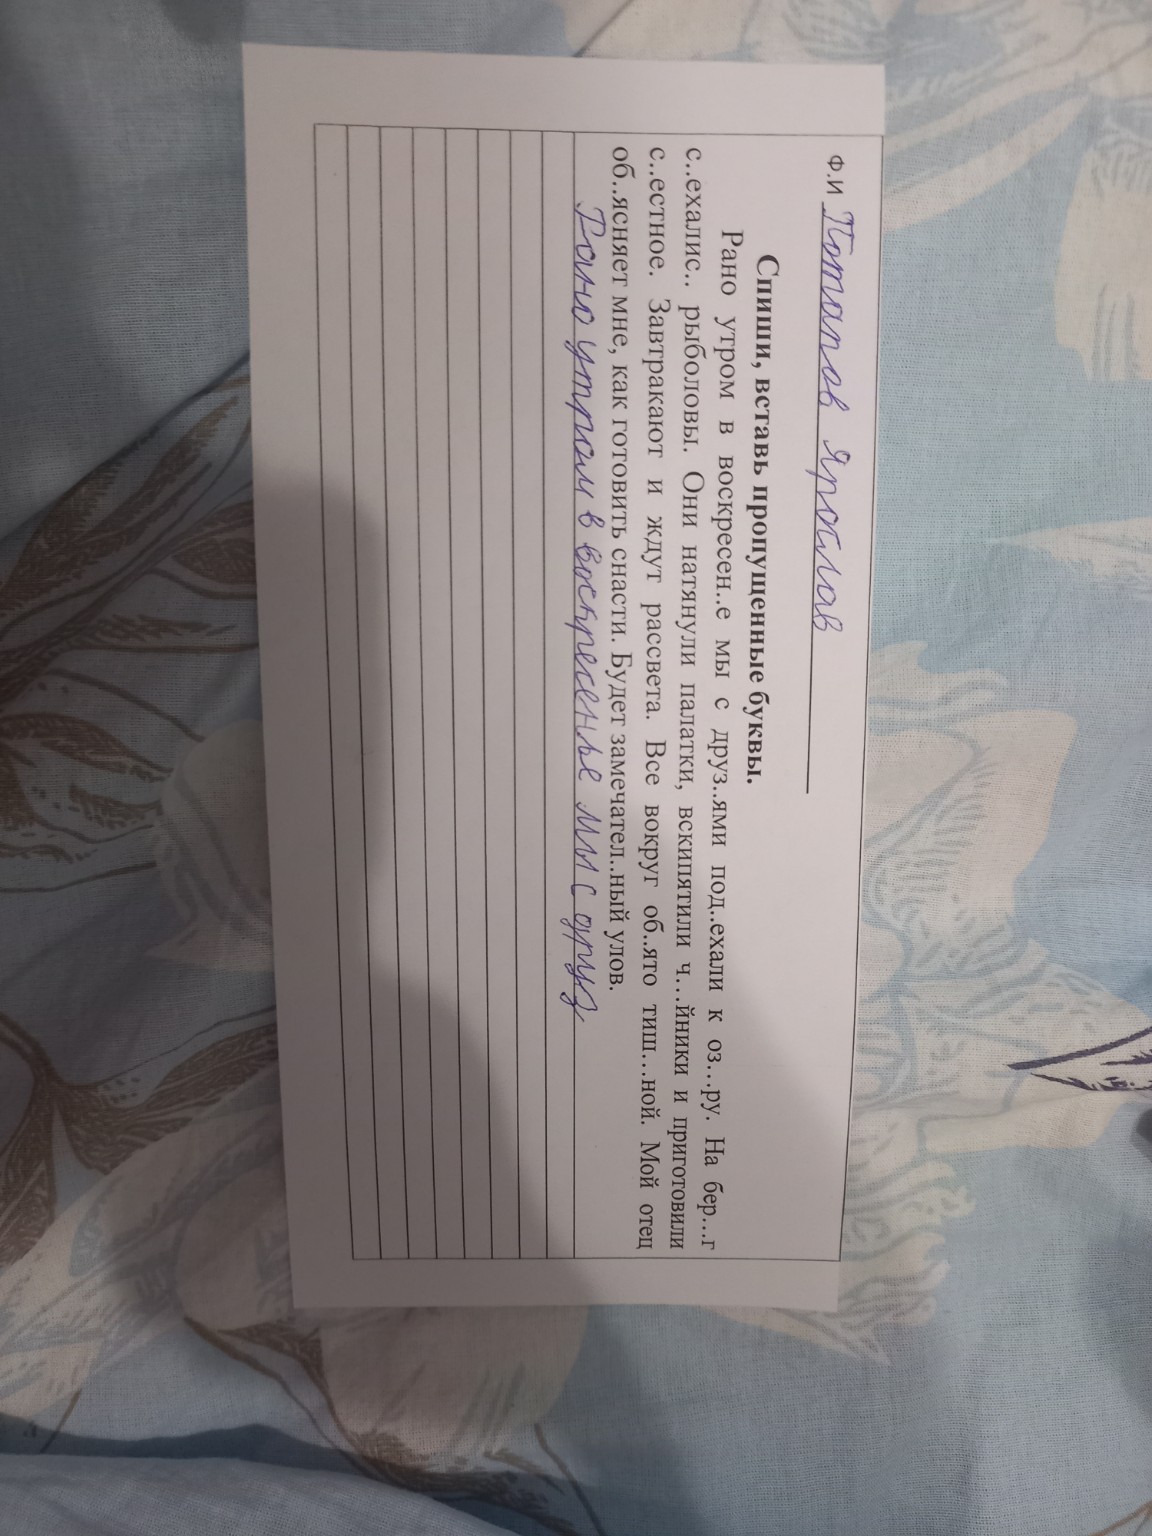 Ф.И Потапов Ярослав
Спиши, вставь пропущенные буквы.
Рано утром в воскресен..е мы с друз..ями под..ехали к оз…ру. На бер…г
с..ехалис.. рыболовы. Они натянули палатки, вскипятили ч…йники и приготовили
с..естное. Завтракают и ждут рассвета. Все вокруг об..ято тиш…ной. Мой отец
об..ясняет мне, как готовить снасти. Будет замечател..ный улов.
Рано утром в воскресенье мы с друз